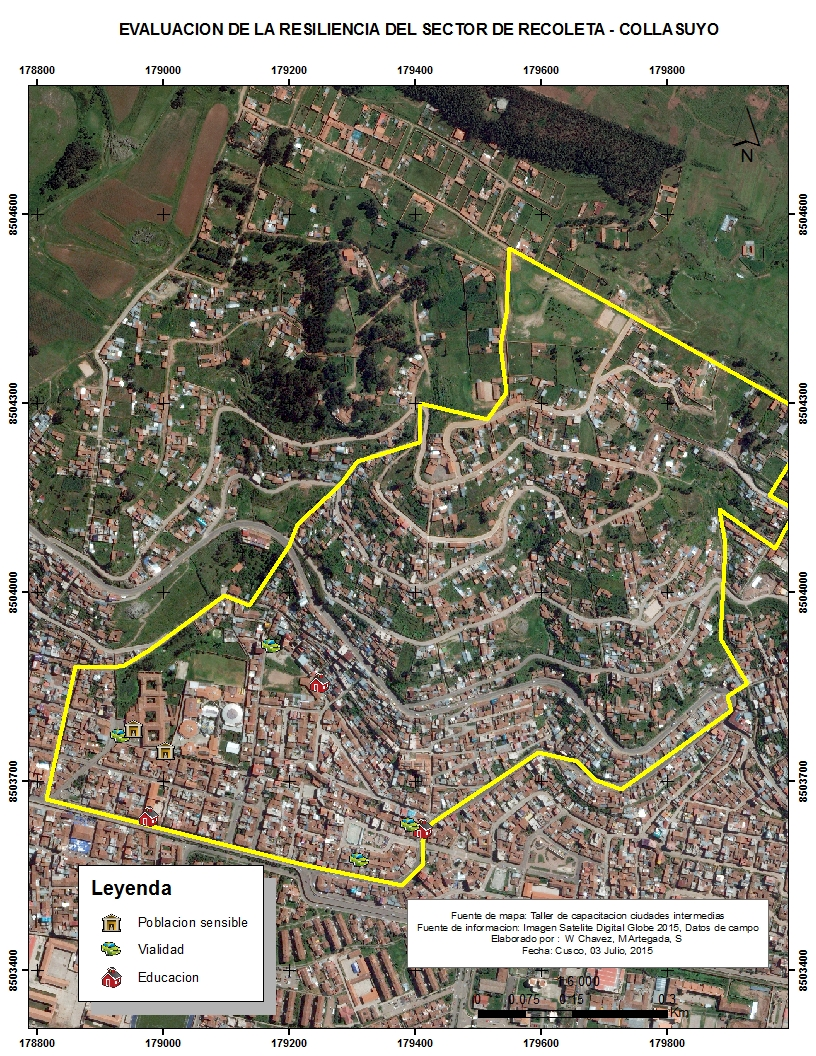 EVALUACION DE LA RESILIENCIA DEL SECTOR DE RECOLETA - COLLASUYO
178800 179000 179200 179400 179600 179800
N
8504600 8504600
8504300 8504300
8504000 8504000
8503700 8503700
Leyenda
Poblacion sensible
Vialidad
Educacion
Fuente de mapa: Taller de capacitacion ciudades intermedias
Fuente de informacion: Imagen Satelite Digital Globe 2015, Datos de campo
Elaborado por : W Chavez, MArtegada, S
Fecha: Cusco, 03 Julio, 2015
8503400 8503400
1:6.000
0 0.075 0.15 0.3
Km
178800 179000 179200 179400 179600 179800